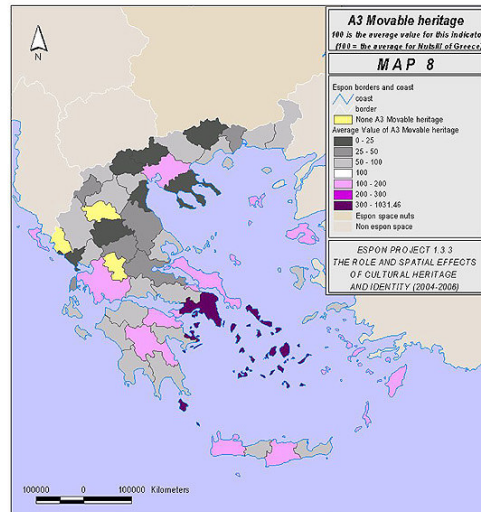 A3 Movable heritage
100 is the average value for this indicato
(100 = the average for NutsIII of Greece)
MAP 8
Espon borders and coast
coast
border
None A3 Movable heritage
Average Value of A3 Movable heritage
0 - 25
25 - 50
50 - 100
100
100 - 200
200 - 300
300 - 1031,46
Espon space nuts
Non espon space
ESPON PROJECT 1.3.3
THE ROLE AND SPATIAL EFFECTS
OF CULTURAL HERITAGE
AND IDENTITY (2004-2006)
N
100000 0 100000 Kilometers